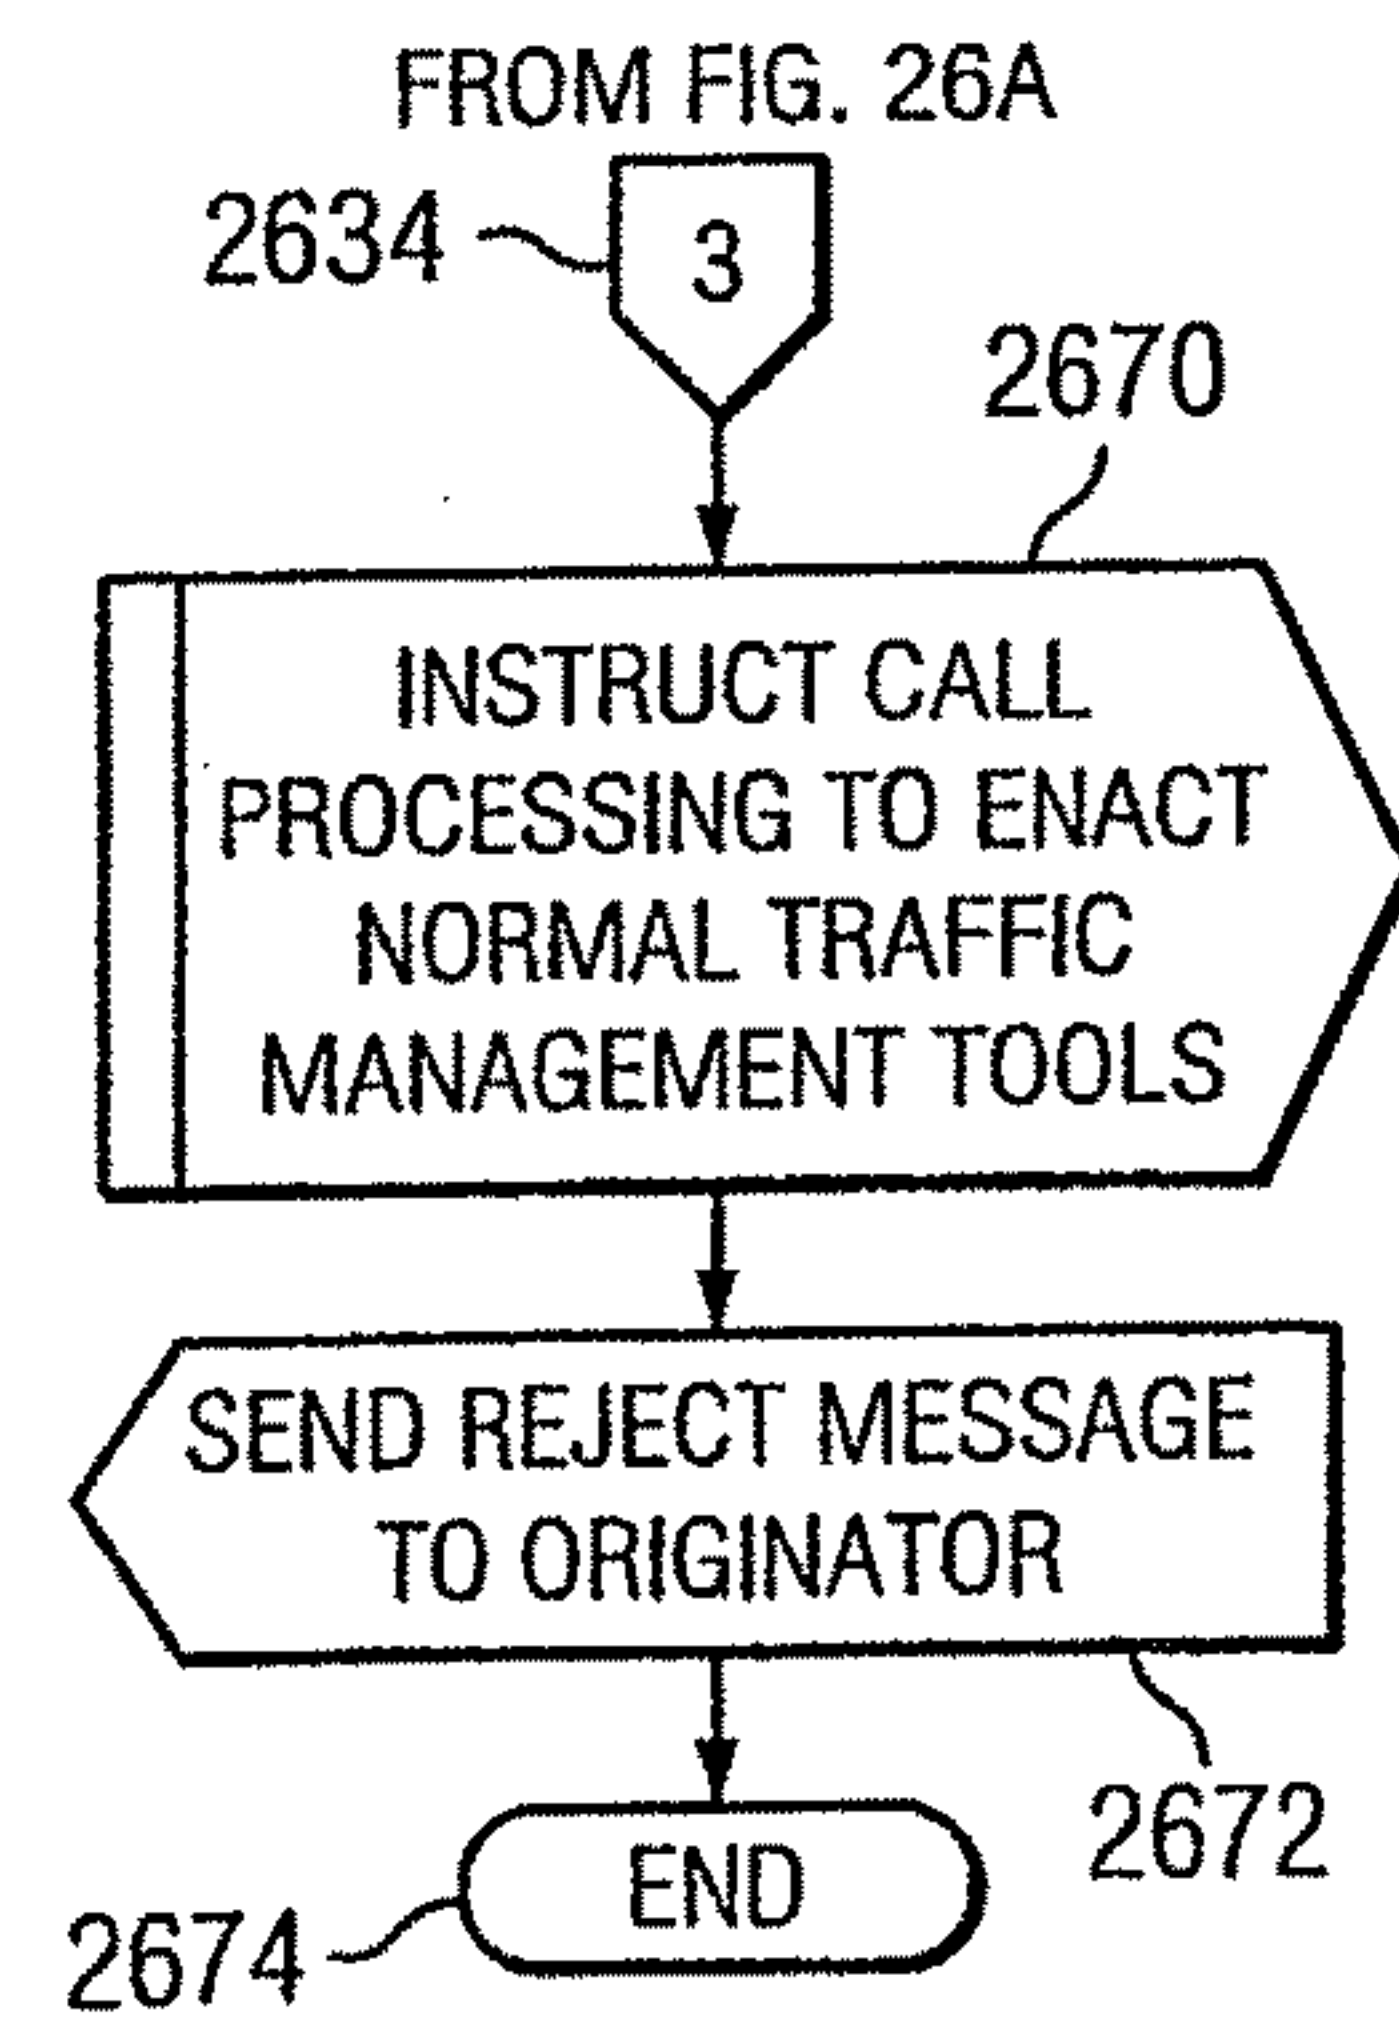 FROM FIG. 26A
2634
3
2670
INSTRUCT CALL
PROCESSING TO ENACT
NORMAL TRAFFIC
MANAGEMENT TOOLS
SEND REJECT MESSAGE
TO ORIGINATOR
2672
END
2674